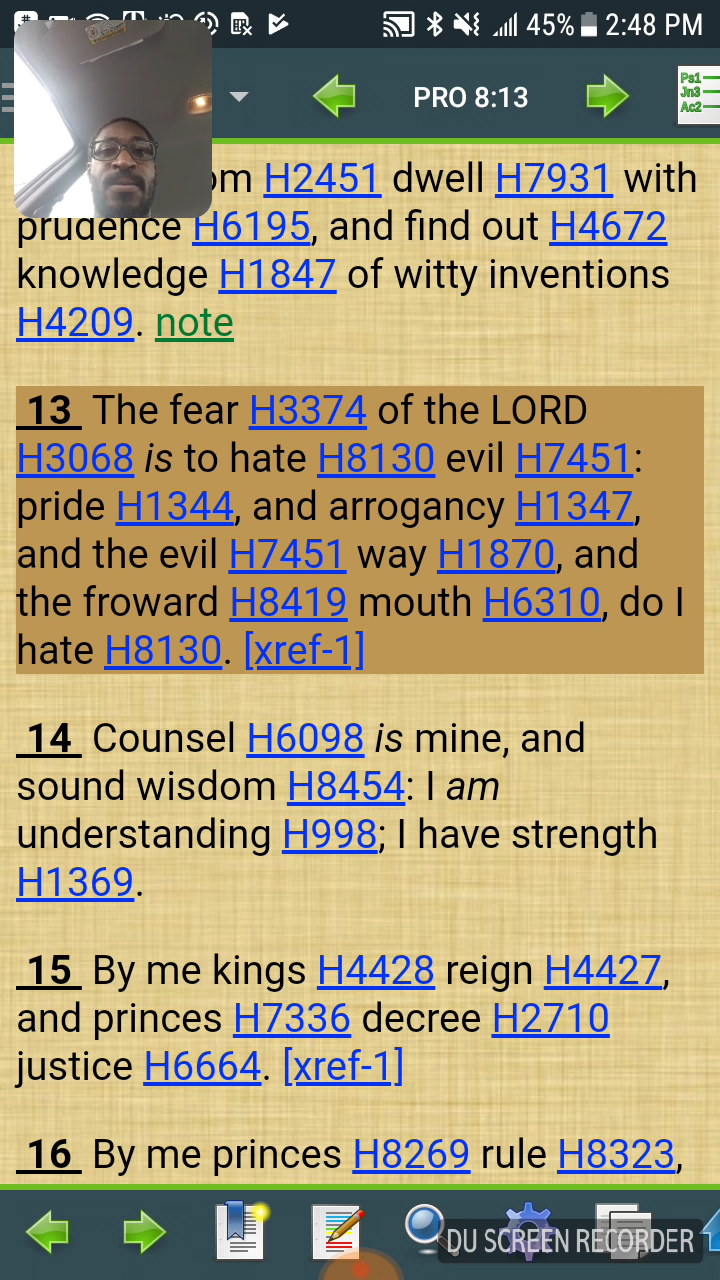 45% 2:48 PM
PRO 8:13
Ps1
Jn3
Ac2
om H2451 dwell H7931 with
prudence H6195, and find out H4672
knowledge H1847 of witty inventions
H4209. note
13 The fear H3374 of the LORD
H3068 is to hate H8130 evil H7451:
pride H1344, and arrogancy H1347,
and the evil H7451 way H1870, and
the froward H8419 mouth H6310, do I
hate H8130. [xref-1]
14 Counsel H6098 is mine, and
sound wisdom H8454: I am
understanding H998; I have strength
H1369.
15 By me kings H4428 reign H4427,
and princes H7336 decree H2710
justice H6664. [xref-1]
16 By me princes H8269 rule H8323,
DU SCREEN RECORDER